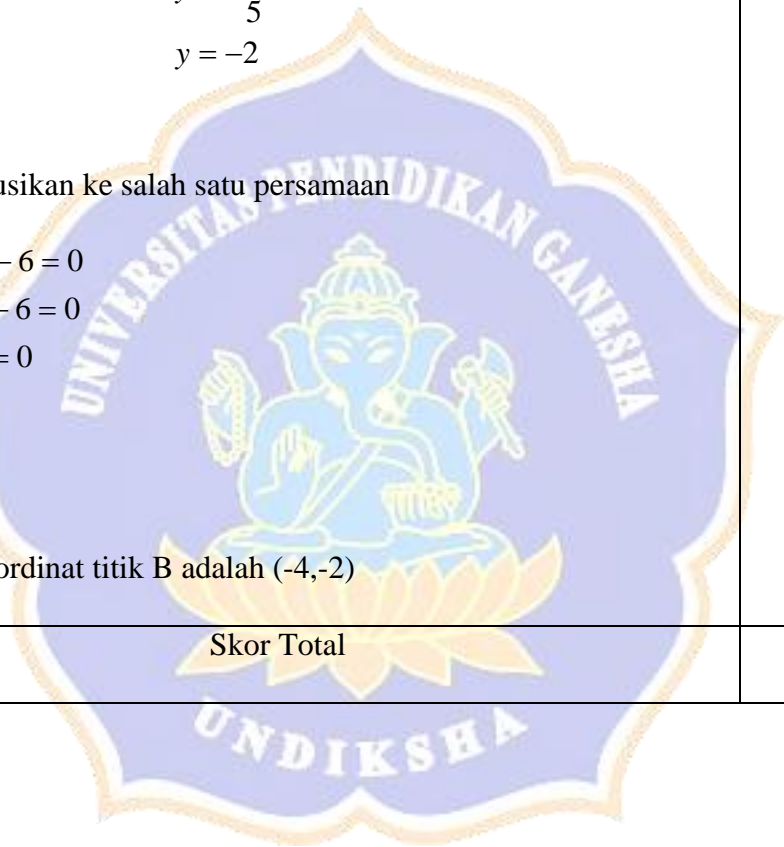 5
y = −2
usikan ke salah satu persamaan
− 6 = 0
− 6 = 0
= 0
ordinat titik B adalah (-4,-2)
Skor Total
UNIVERSITAS PENDIDIKAN GANESHA
UNDIKSHA